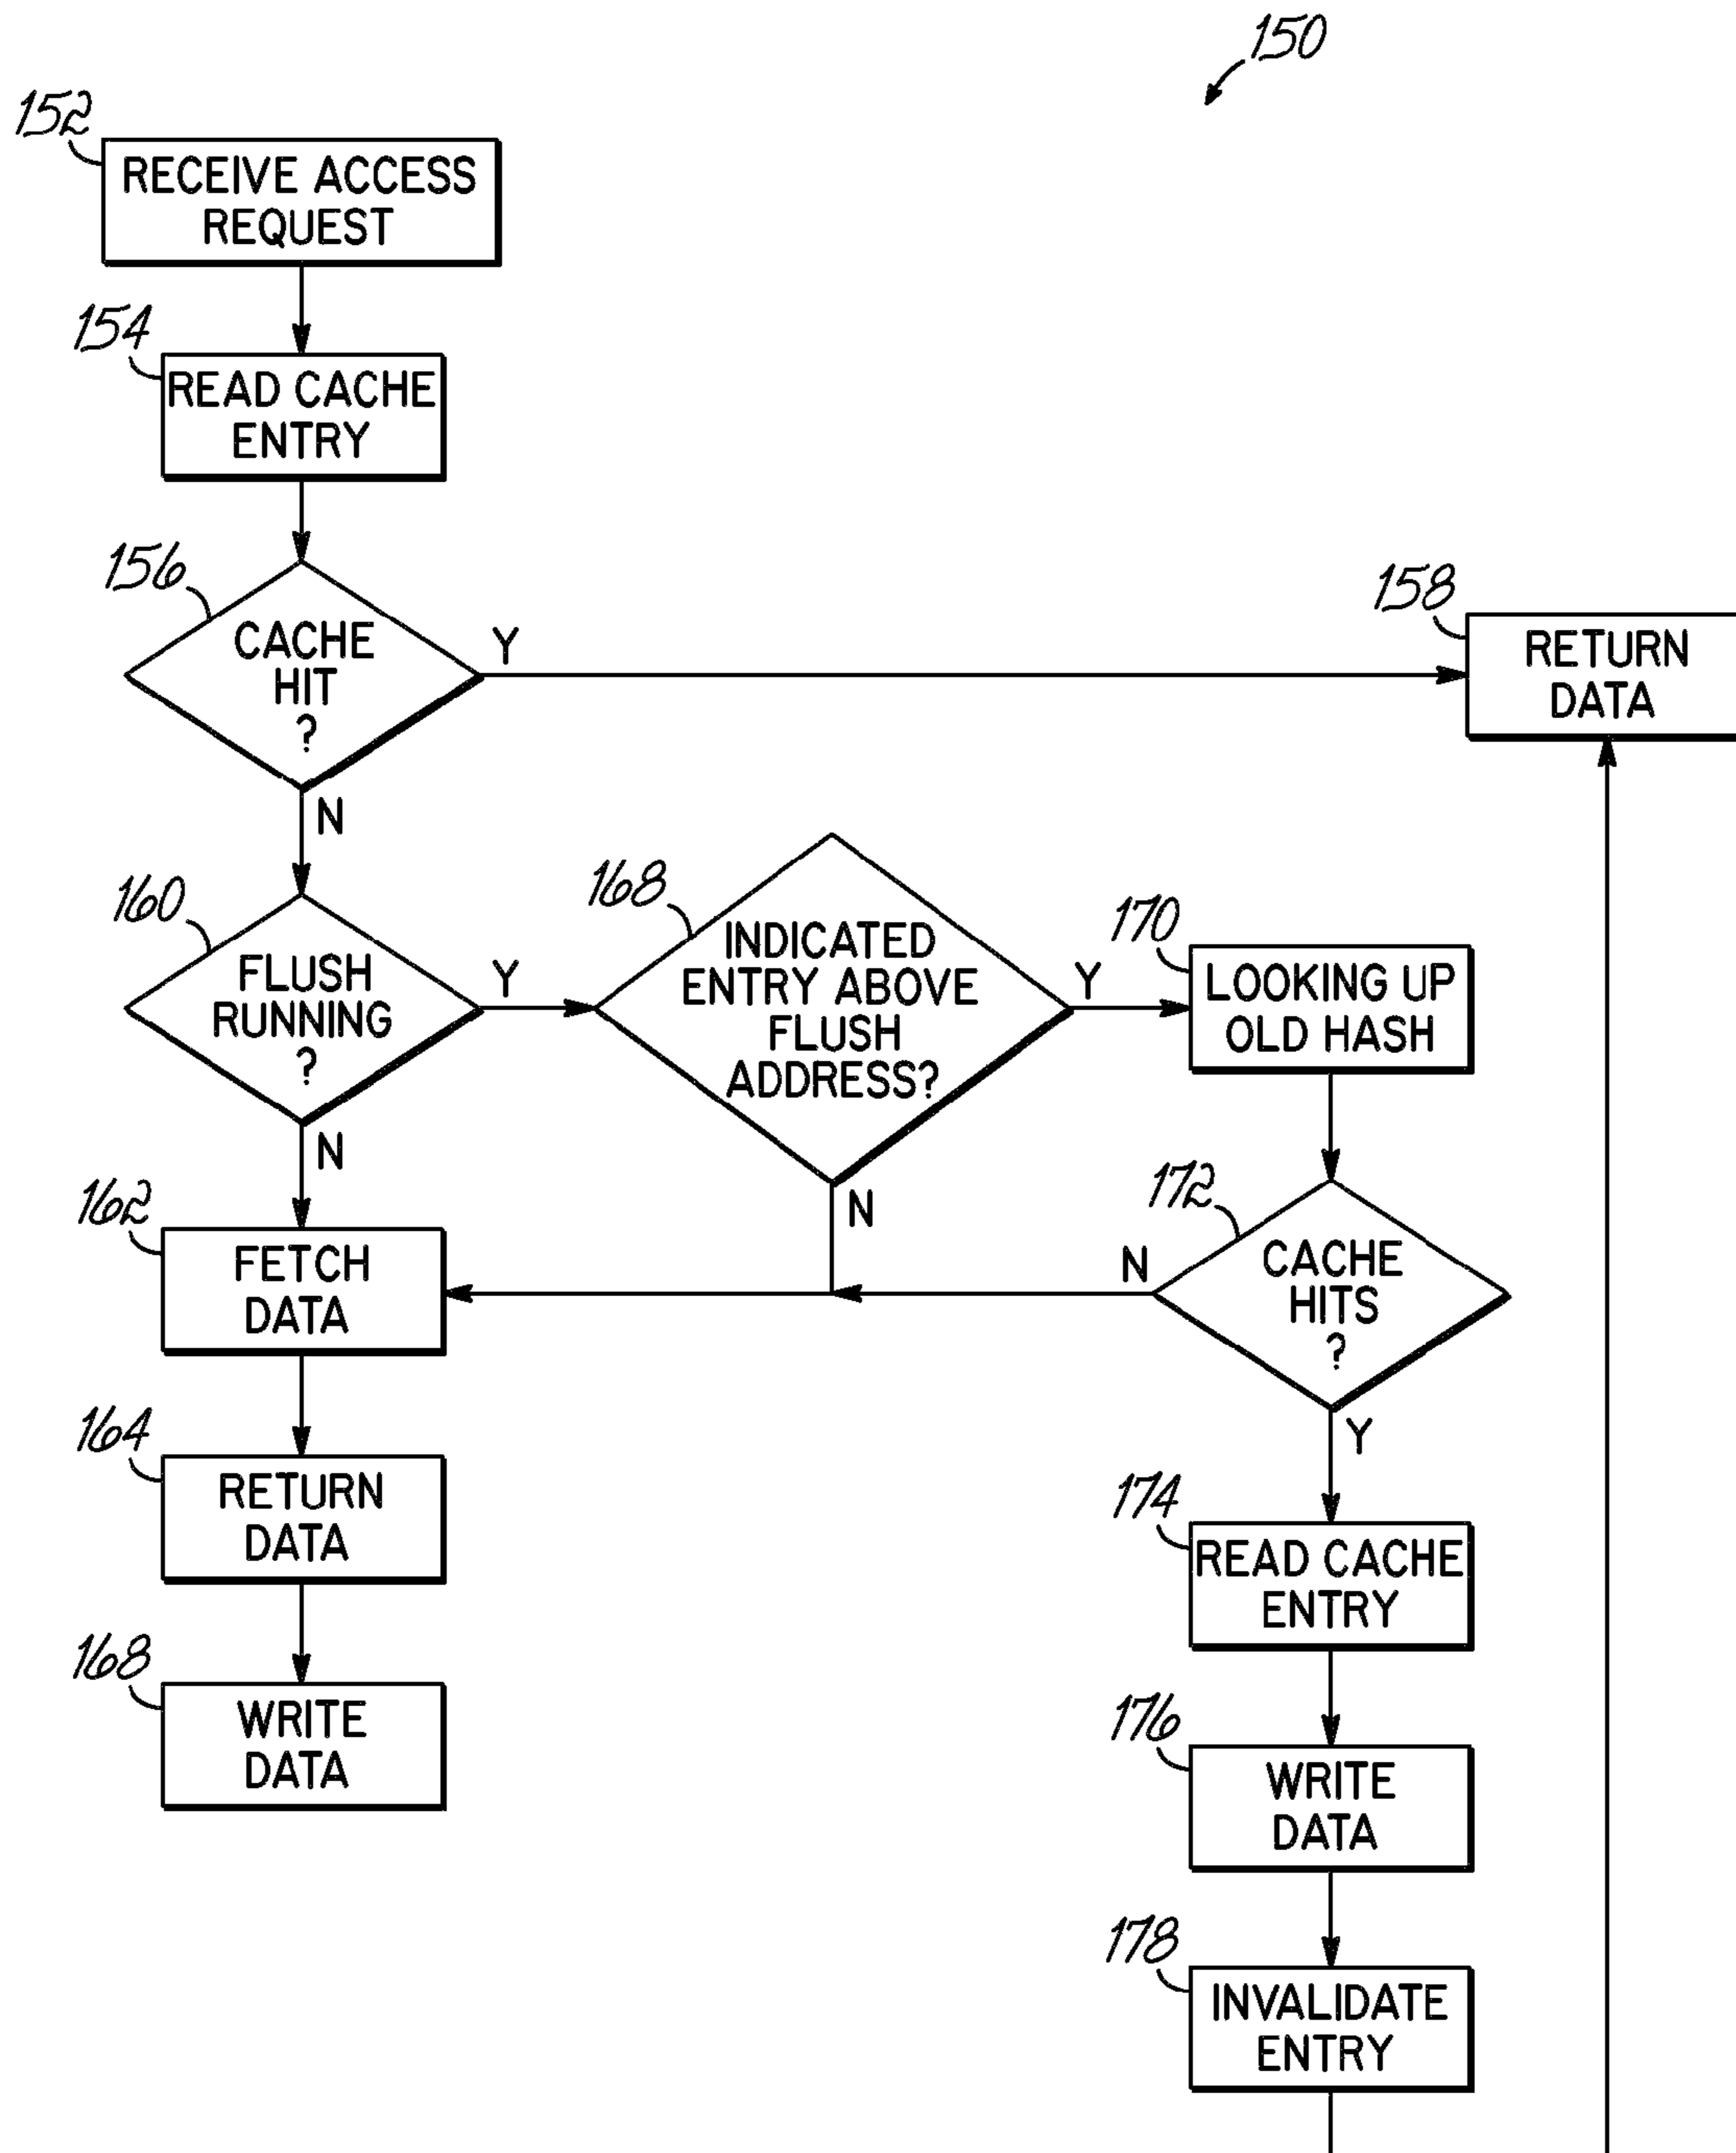 150
152
RECEIVE ACCESS
REQUEST
154
READ CACHE
ENTRY
156
CACHE
HIT
?
Y
N
158
RETURN
DATA
160
FLUSH
RUNNING
?
Y
N
168
INDICATED
ENTRY ABOVE
FLUSH
ADDRESS?
Y
N
170
LOOKING UP
OLD HASH
162
FETCH
DATA
172
CACHE
HITS
?
N
Y
164
RETURN
DATA
174
READ CACHE
ENTRY
168
WRITE
DATA
176
WRITE
DATA
178
INVALIDATE
ENTRY